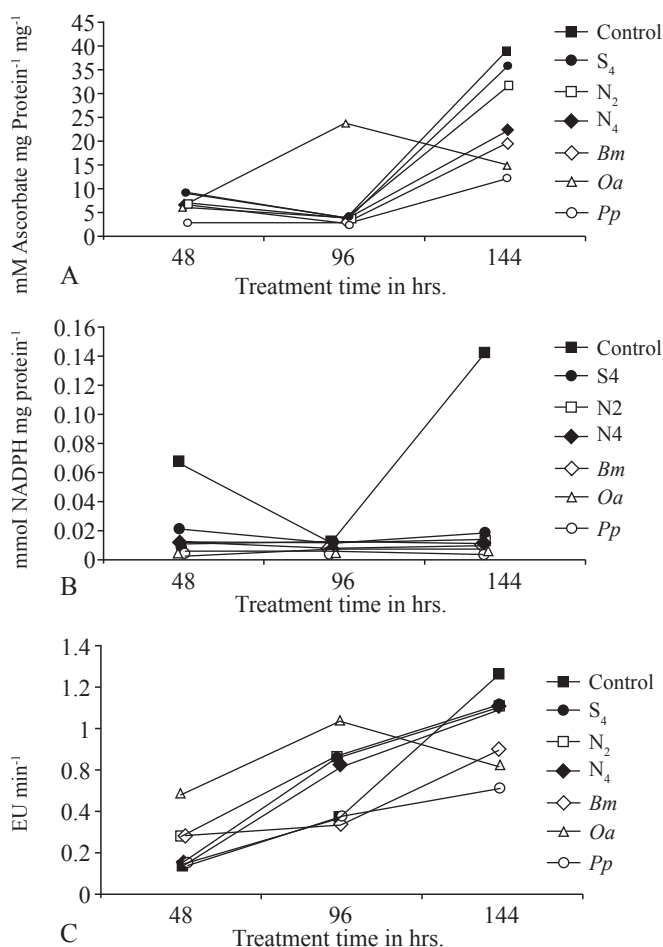 mM Ascorbate mg Protein⁻¹ mg⁻¹
45
40
35
30
25
20
15
10
5
0
48 96 144
Treatment time in hrs.
A
Control
S₄
N₂
N₄
Bm
Oa
Pp
mmol NADPH mg protein⁻¹
0.16
0.14
0.12
0.10
0.08
0.06
0.04
0.02
0.00
48 96 144
Treatment time in hrs.
B
Control
S4
N2
N4
Bm
Oa
Pp
EU min⁻¹
1.4
1.2
1
0.8
0.4
0.2
0
48 96 144
Treatment time in hrs.
C
Control
S₄
N₂
N₄
Bm
Oa
Pp